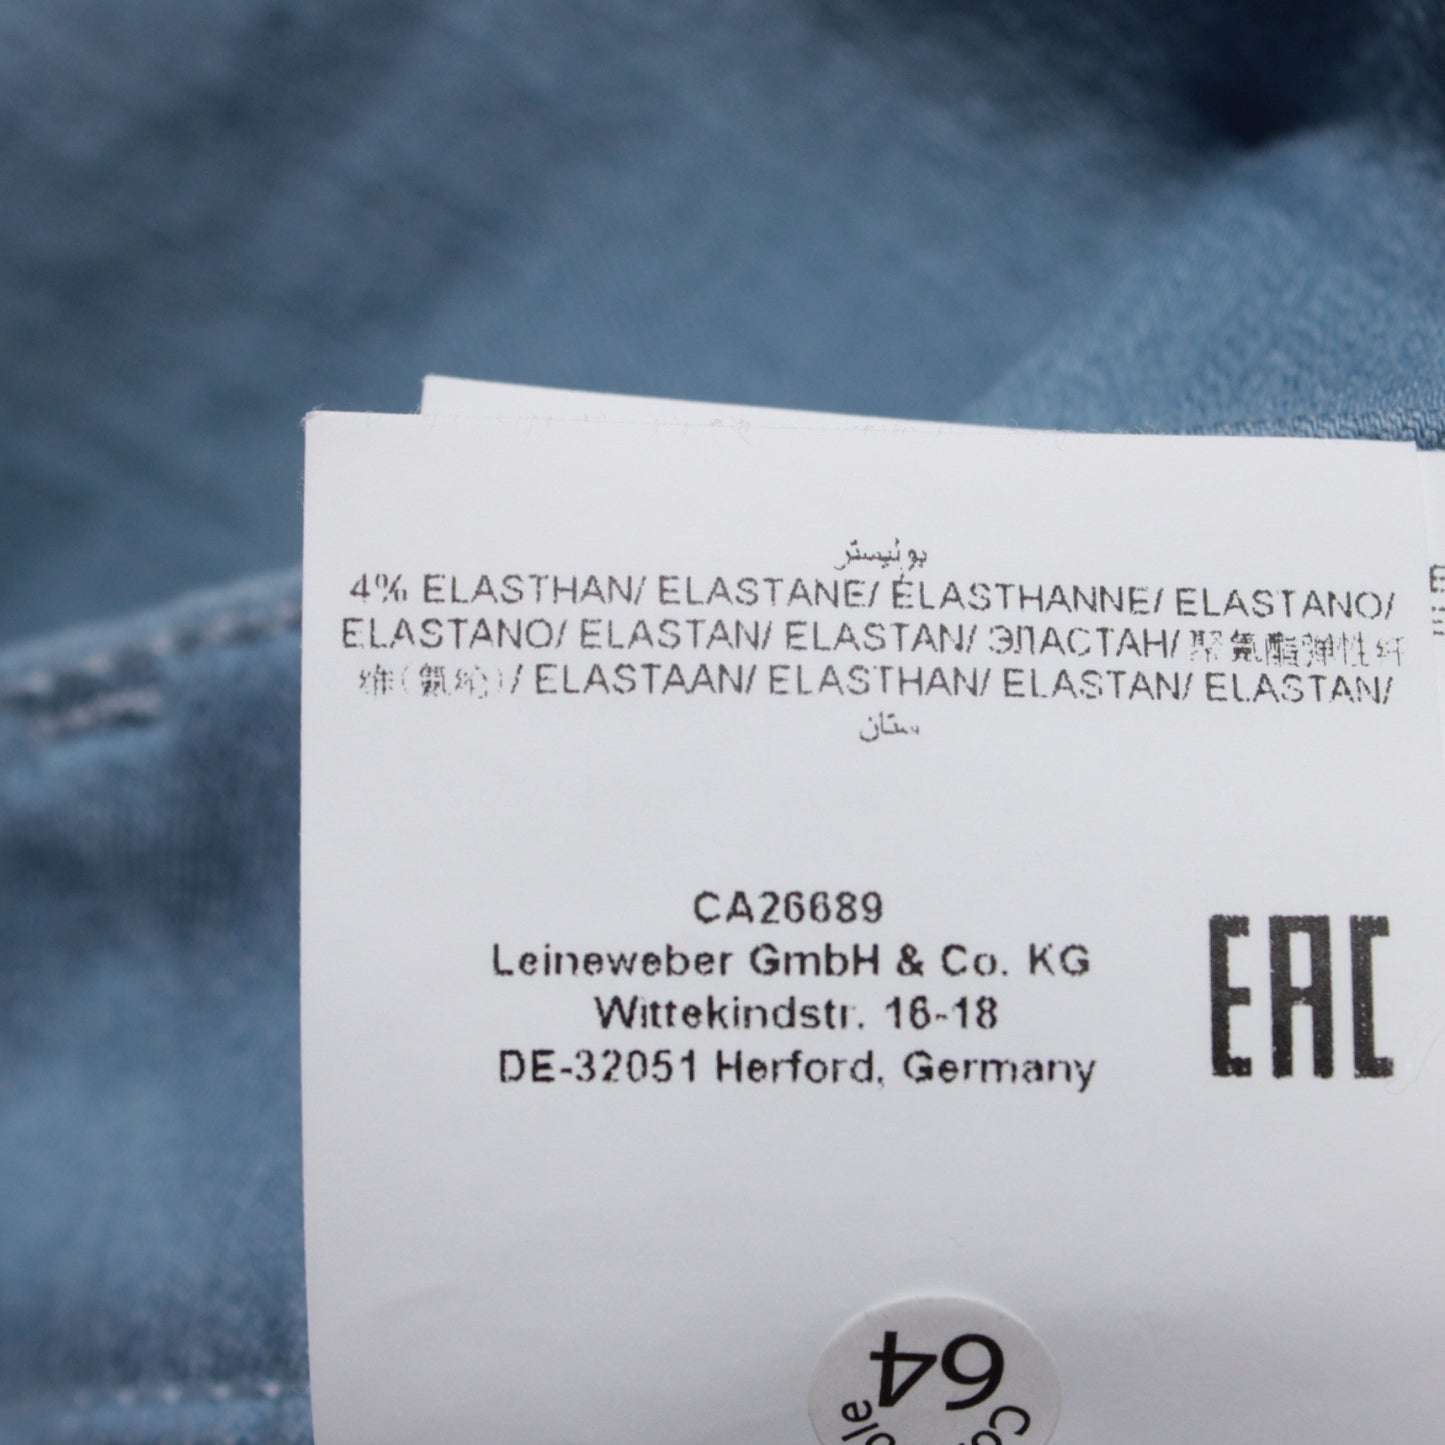 بوليستر
4% ELASTHAN/ ELASTANE/ ÉLASTHANNE/ ELASTANO/
ELASTANO/ ELASTAN/ ELASTAN/ ЭЛАСТАН/ 聚氨酯弹性纤
维(氨纶)/ ELASTAAN/ ELASTHAN/ ELASTAN/ ELASTAN/
ستان
CA26689
Leineweber GmbH & Co. KG
Wittekindstr. 16-18
DE-32051 Herford, Germany
EAC
64